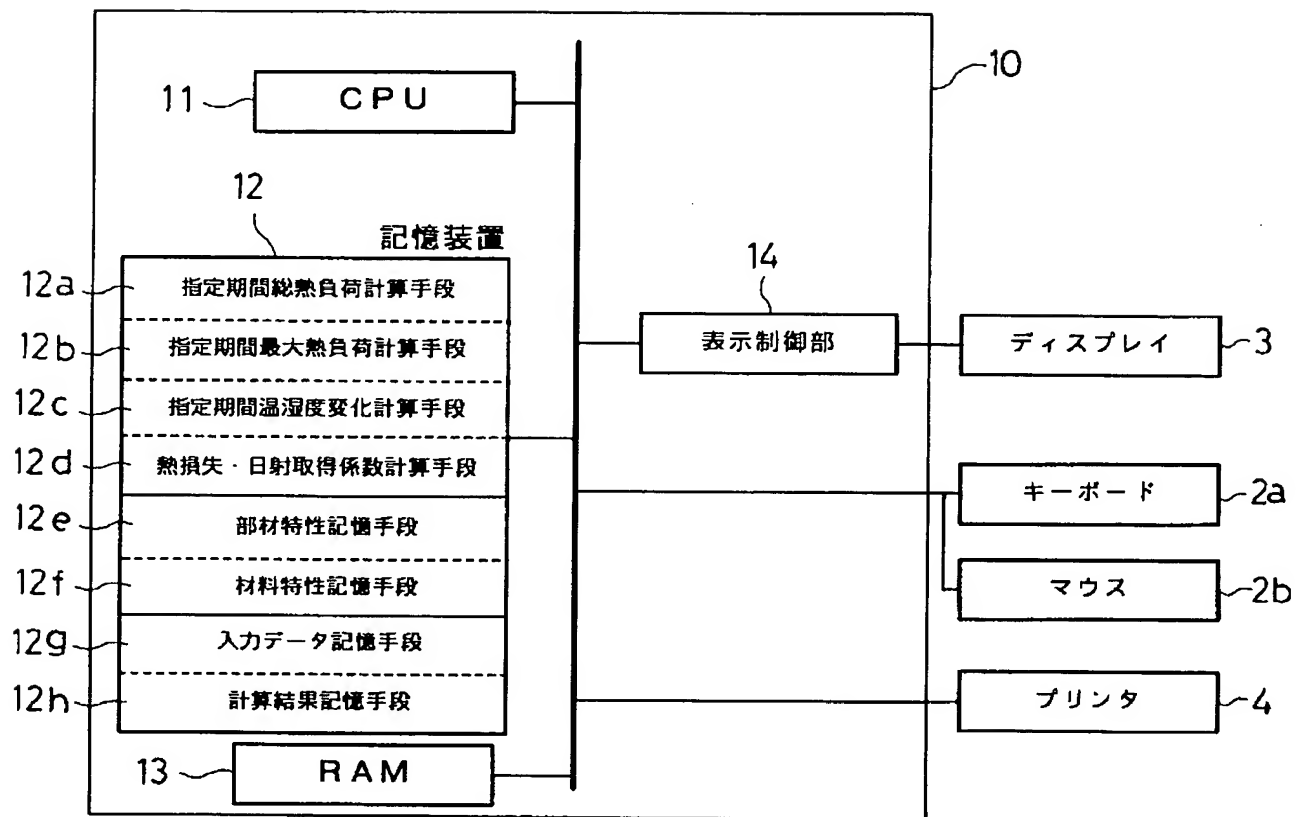 10
11 CPU
12
記憶装置
12a 指定期間総熱負荷計算手段
12b 指定期間最大熱負荷計算手段
12c 指定期間温湿度変化計算手段
12d 熱損失・日射取得係数計算手段
12e 部材特性記憶手段
12f 材料特性記憶手段
12g 入力データ記憶手段
12h 計算結果記憶手段
13 RAM
14
表示制御部
ディスプレイ 3
キーボード 2a
マウス 2b
プリンタ 4